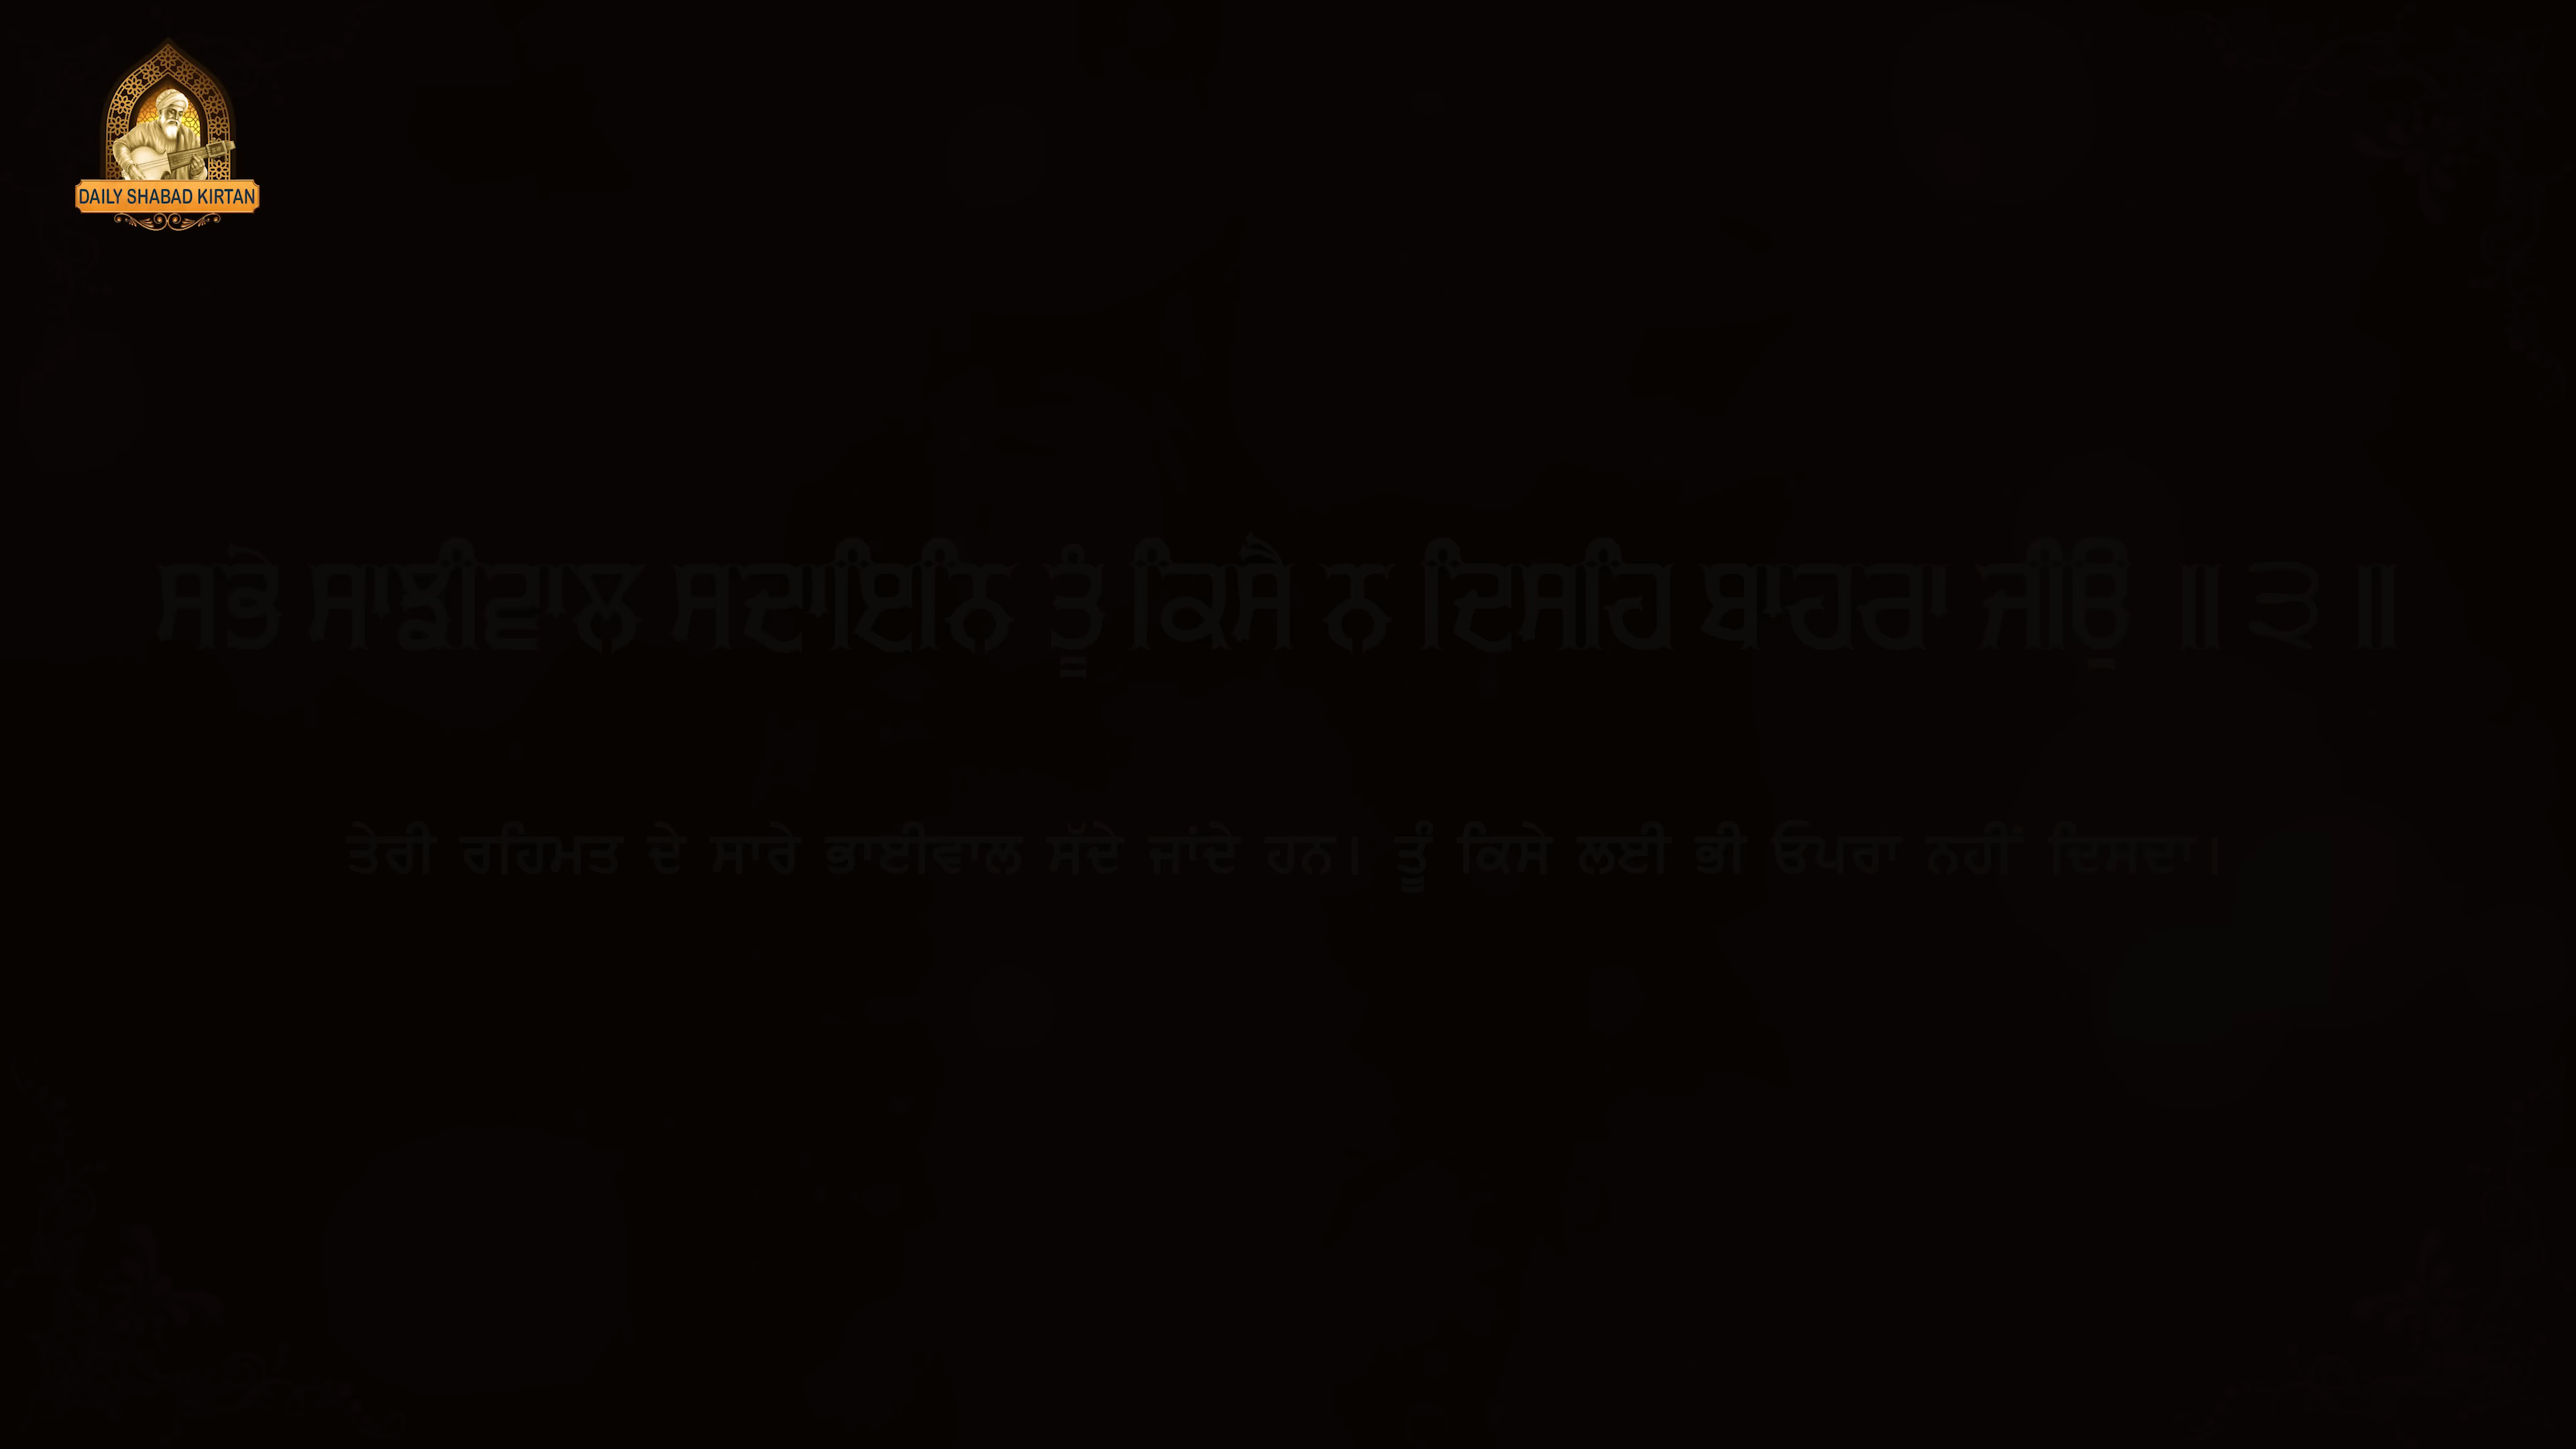 DAILY SHABAD KIRTAN
ਸਭੇ ਸਾਝੀਵਾਲ ਸਦਾਇਨਿ ਤੂੰ ਕਿਸੈ ਨ ਦਿਸਹਿ ਬਾਹਰਾ ਜੀਉ ॥੩॥
ਤੇਰੀ ਰਹਿਮਤ ਦੇ ਸਾਰੇ ਭਾਈਵਾਲ ਸੱਦੇ ਜਾਂਦੇ ਹਨ। ਤੂੰ ਕਿਸੇ ਲਈ ਭੀ ਓਪਰਾ ਨਹੀਂ ਦਿਸਦਾ।